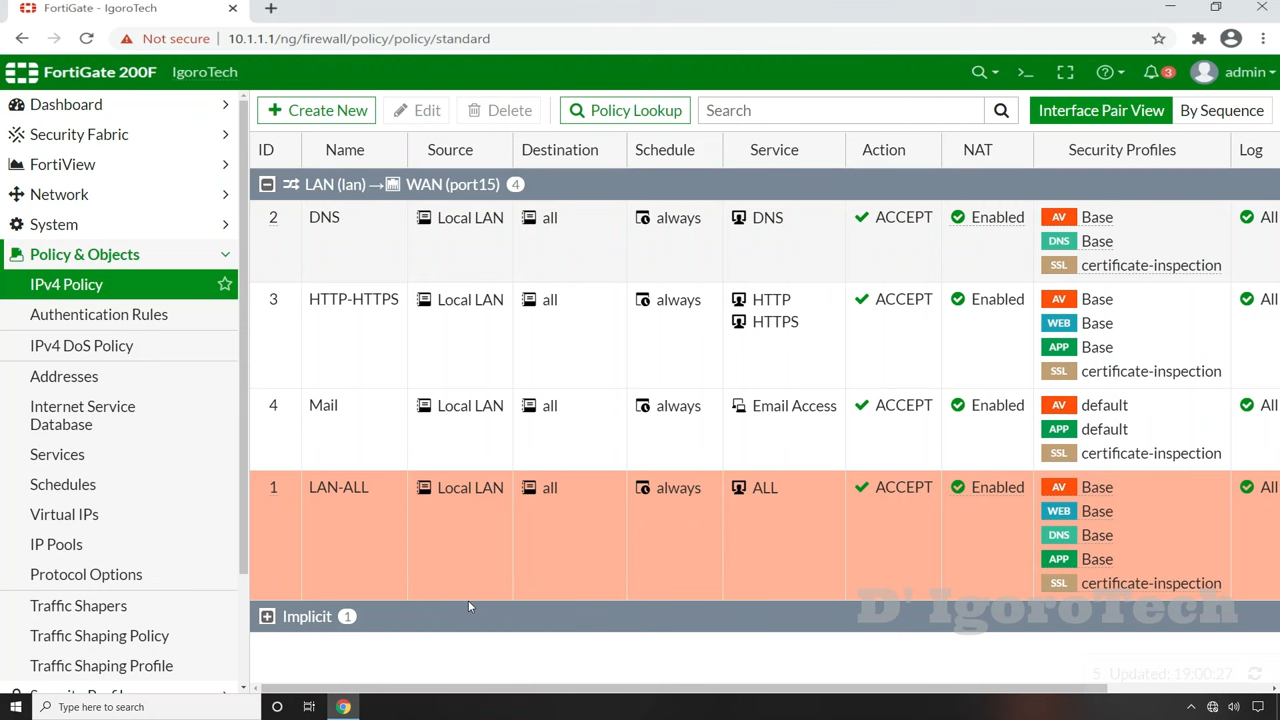 FortiGate - IgoroTech
Not secure 10.1.1.1/ng/firewall/policy/policy/standard
FortiGate 200F IgoroTech 3 admin
Dashboard
Security Fabric
FortiView
Network
System
Policy & Objects
IPv4 Policy
Authentication Rules
IPv4 DoS Policy
Addresses
Internet Service
Database
Services
Schedules
Virtual IPs
IP Pools
Protocol Options
Traffic Shapers
Traffic Shaping Policy
Traffic Shaping Profile
Create New Edit Delete Policy Lookup Search Interface Pair View By Sequence
ID Name Source Destination Schedule Service Action NAT Security Profiles Log
LAN (lan) → WAN (port15) 4
2 DNS Local LAN all always DNS ACCEPT Enabled AV Base All
DNS Base
SSL certificate-inspection
3 HTTP-HTTPS Local LAN all always HTTP ACCEPT Enabled AV Base All
HTTPS WEB Base
APP Base
SSL certificate-inspection
4 Mail Local LAN all always Email Access ACCEPT Enabled AV default All
APP default
SSL certificate-inspection
1 LAN-ALL Local LAN all always ALL ACCEPT Enabled AV Base All
WEB Base
DNS Base
APP Base
SSL certificate-inspection
Implicit 1
D' IgoroTech
5 Updated: 19:00:27
Type here to search